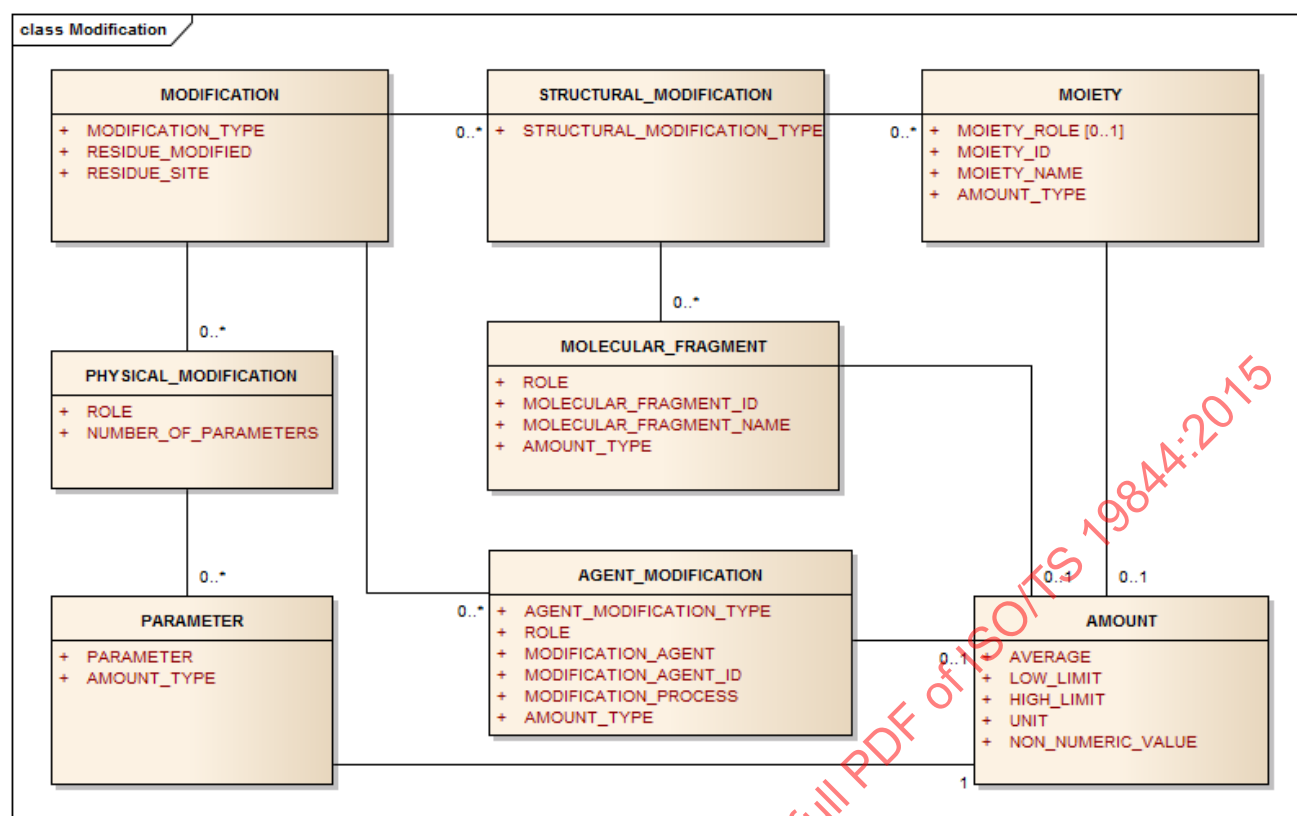 class Modification
MODIFICATION
+ MODIFICATION_TYPE
+ RESIDUE_MODIFIED
+ RESIDUE_SITE
0..*
STRUCTURAL_MODIFICATION
+ STRUCTURAL_MODIFICATION_TYPE
0..*
MOIETY
+ MOIETY_ROLE [0..1]
+ MOIETY_ID
+ MOIETY_NAME
+ AMOUNT_TYPE
0..*
0..*
PHYSICAL_MODIFICATION
+ ROLE
+ NUMBER_OF_PARAMETERS
MOLECULAR_FRAGMENT
+ ROLE
+ MOLECULAR_FRAGMENT_ID
+ MOLECULAR_FRAGMENT_NAME
+ AMOUNT_TYPE
0..*
PARAMETER
+ PARAMETER
+ AMOUNT_TYPE
0..*
AGENT_MODIFICATION
+ AGENT_MODIFICATION_TYPE
+ ROLE
+ MODIFICATION_AGENT
+ MODIFICATION_AGENT_ID
+ MODIFICATION_PROCESS
+ AMOUNT_TYPE
0..1
0..1
0..1
AMOUNT
+ AVERAGE
+ LOW_LIMIT
+ HIGH_LIMIT
+ UNIT
+ NON_NUMERIC_VALUE
1
full PDF of ISO/TS 19844:2015